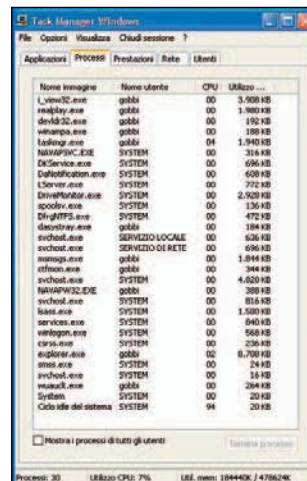 Task Manager Windows
File Opzioni Visualizza Chiudi sessione ?
Applicazioni Processi Prestazioni Rete Utenti
Nome immagine Nome utente CPU Utilizzo ...
i_view32.exe gobbi 00 3.908 KB
realplay.exe gobbi 00 1.980 KB
devldr32.exe gobbi 00 192 KB
winampa.exe gobbi 00 188 KB
taskmgr.exe gobbi 04 1.940 KB
NAVAPSVC.EXE SYSTEM 00 316 KB
DKService.exe SYSTEM 00 696 KB
DaNotification.exe SYSTEM 00 608 KB
LServer.exe SYSTEM 00 772 KB
DriveMonitor.exe SYSTEM 00 2.928 KB
spoolsv.exe SYSTEM 00 136 KB
DfrgNTFS.exe SYSTEM 00 472 KB
dasystray.exe gobbi 00 184 KB
svchost.exe SERVIZIO LOCALE 00 636 KB
svchost.exe SERVIZIO DI RETE 00 696 KB
msmsgs.exe gobbi 00 1.844 KB
ctfmon.exe gobbi 00 344 KB
svchost.exe SYSTEM 00 4.820 KB
NAVAPW32.EXE gobbi 00 388 KB
svchost.exe SYSTEM 00 816 KB
lsass.exe SYSTEM 00 1.580 KB
services.exe SYSTEM 00 840 KB
winlogon.exe SYSTEM 00 568 KB
csrss.exe SYSTEM 00 236 KB
explorer.exe gobbi 02 8.708 KB
smss.exe SYSTEM 00 24 KB
svchost.exe SYSTEM 00 16 KB
wuauclt.exe gobbi 00 264 KB
System SYSTEM 00 20 KB
Ciclo idle del sistema SYSTEM 94 20 KB
Mostra i processi di tutti gli utenti Termina processo
Processi: 30 Utilizzo CPU: 7% Util. mem: 184440K / 478624K